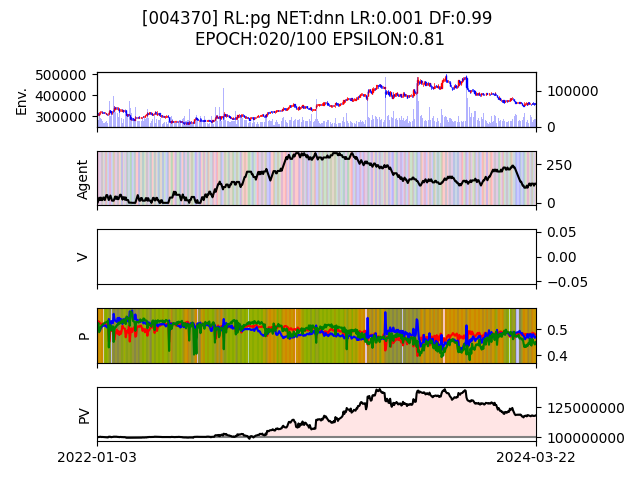 [004370] RL:pg NET:dnn LR:0.001 DF:0.99
EPOCH:020/100 EPSILON:0.81
Env.
500000
400000
300000
100000
0
Agent
250
0
V
0.05
0.00
−0.05
P
0.5
0.4
PV
125000000
100000000
2022-01-03
2024-03-22